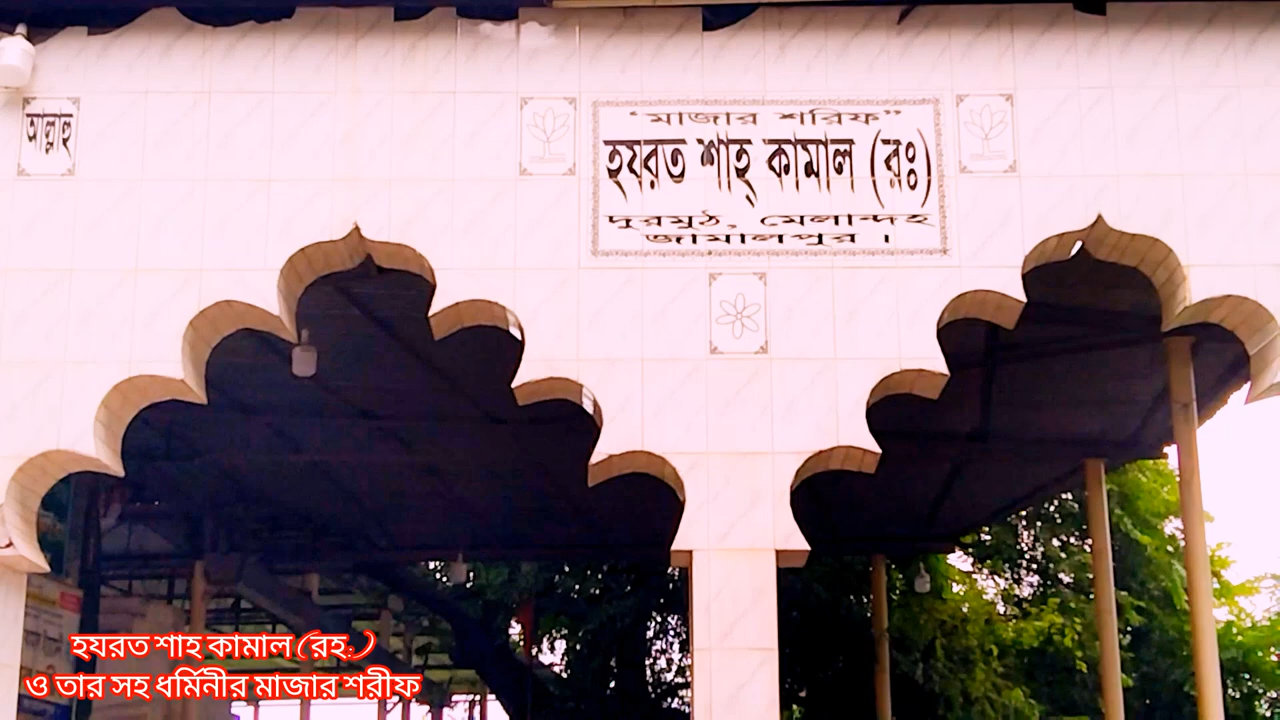 আল্লাহু
“মাজার শরিফ”
হযরত শাহ্ কামাল (রঃ)
দুরমুঠ, মেলান্দহ
জামালপুর ।
হযরত শাহ কামাল (রহ.)
ও তার সহ ধর্মিনীর মাজার শরীফ